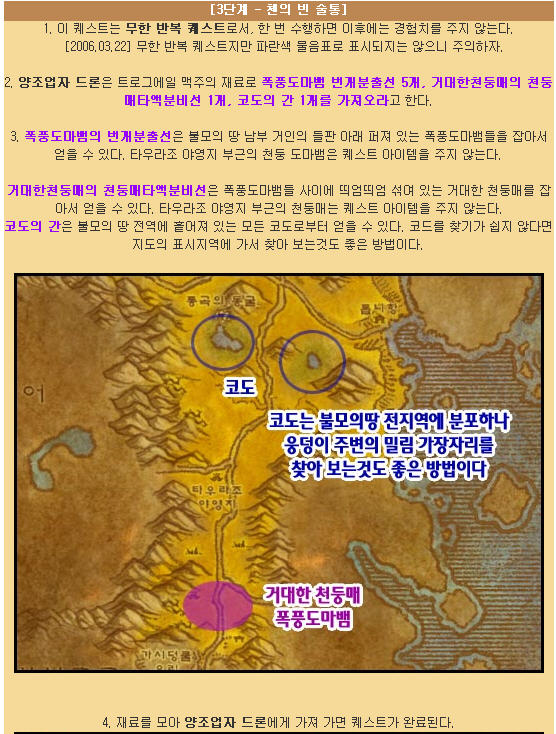 [3단계 - 첸의 빈 술통]
1. 이 퀘스트는 무한 반복 퀘스트로서, 한 번 수행하면 이후에는 경험치를 주지 않는다.
[2006,03,22] 무한 반복 퀘스트지만 파란색 물음표로 표시되지는 않으니 주의하자.
2. 양조업자 드론은 트로그에일 맥주의 재료로 폭풍도마뱀 번개분출선 5개, 거대한천둥매의 천둥
매타액분비선 1개, 코도의 간 1개를 가져오라고 한다.
3. 폭풍도마뱀의 번개분출선은 불모의 땅 남부 거인의 들판 아래 퍼져 있는 폭풍도마뱀들을 잡아서
얻을 수 있다. 타우라조 야영지 부근의 천둥 도마뱀은 퀘스트 아이템을 주지 않는다.
거대한천둥매의 천둥매타액분비선은 폭풍도마뱀들 사이에 띄엄띄엄 섞여 있는 거대한 천둥매를 잡
아서 얻을 수 있다. 타우라조 야영지 부근의 천둥매는 퀘스트 아이템을 주지 않는다.
코도의 간은 불모의 땅 전역에 흩어져 있는 모든 코도로부터 얻을 수 있다. 코드를 찾기가 쉽지 않다면
지도의 표시지역에 가서 찾아 보는것도 좋은 방법이다.
통곡의 동굴
톱니항
코도
어
코도는 불모의땅 전지역에 분포하나
웅덩이 주변의 밀림 가장자리를
찾아 보는것도 좋은 방법이다
타우라조
야영지
거대한 천둥매
폭풍도마뱀
가시덩굴
4. 재료를 모아 양조업자 드론에게 가져 가면 퀘스트가 완료된다.